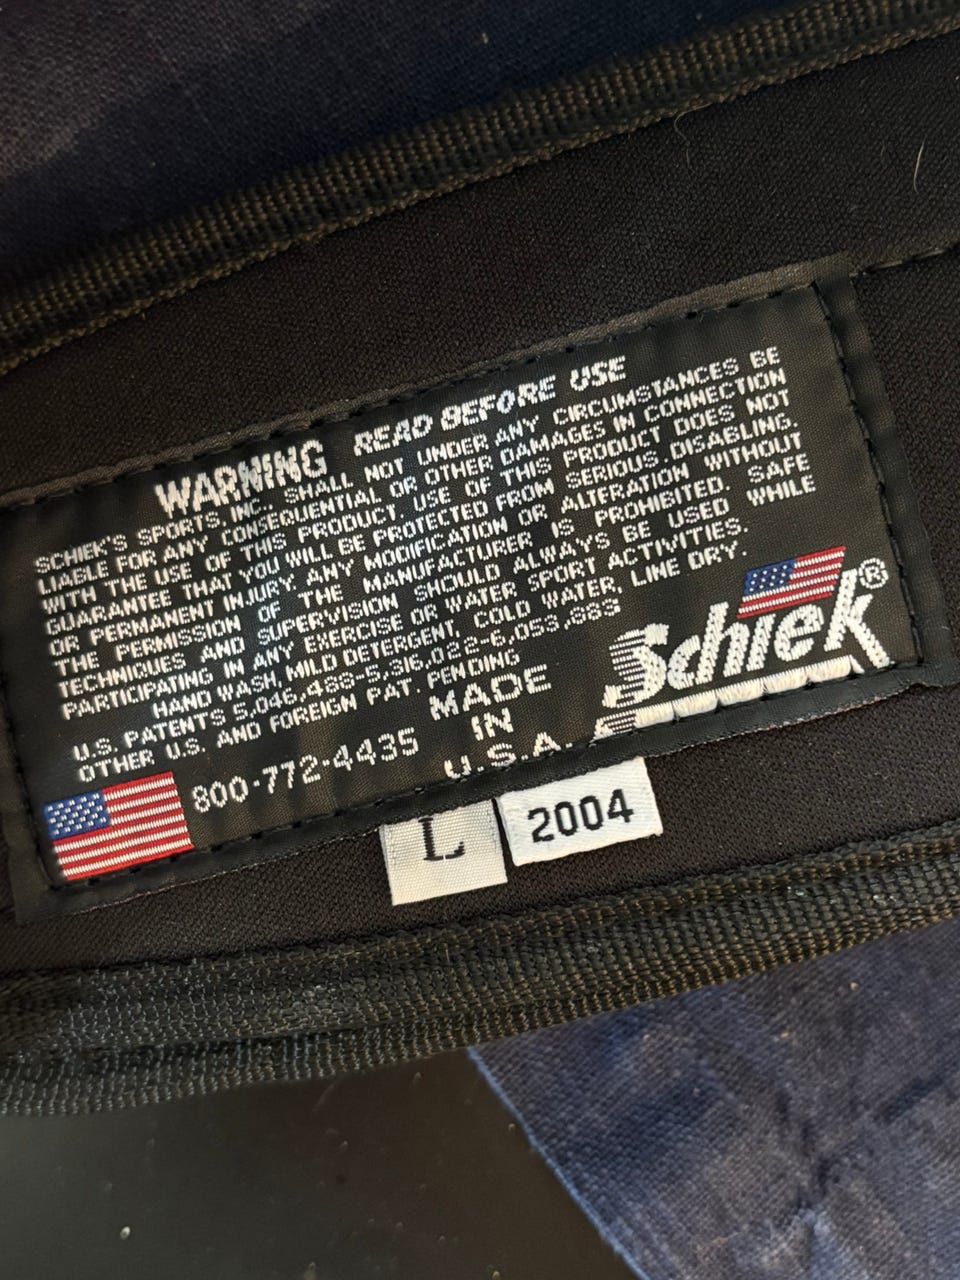 WARNING READ BEFORE USE
SCHIEK'S SPORTS, INC. SHALL NOT UNDER ANY CIRCUMSTANCES BE
LIABLE FOR ANY CONSEQUENTIAL OR OTHER DAMAGES IN CONNECTION
WITH THE USE OF THIS PRODUCT. USE OF THIS PRODUCT DOES NOT
GUARANTEE THAT YOU WILL BE PROTECTED FROM SERIOUS DISABLING,
OR PERMANENT INJURY. ANY MODIFICATION OR ALTERATION WITHOUT
THE PERMISSION OF THE MANUFACTURER IS PROHIBITED. SAFE
TECHNIQUES AND SUPERVISION SHOULD ALWAYS BE USED WHILE
PARTICIPATING IN ANY EXERCISE OR WATER SPORT ACTIVITIES.
HAND WASH, MILD DETERGENT, COLD WATER, LINE DRY.
U.S. PATENTS 5,046,488-5,316,022-6,053,883
OTHER U.S. AND FOREIGN PAT. PENDING
800-772-4435
MADE
IN
U.S.A.
Schiek®
L
2004